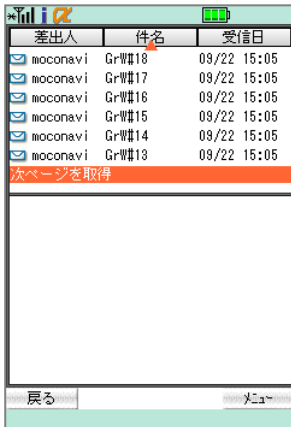 差出人 件名 受信日
moconavi GrW#18 09/22 15:05
moconavi GrW#17 09/22 15:05
moconavi GrW#16 09/22 15:05
moconavi GrW#15 09/22 15:05
moconavi GrW#14 09/22 15:05
moconavi GrW#13 09/22 15:05
次ページを取得
戻る ﾒﾆｭｰ